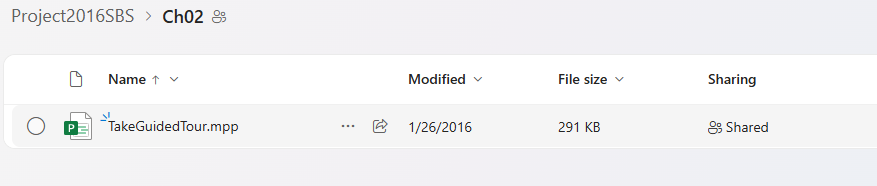 Project2016SBS > Ch02
Name ↑ Modified File size Sharing
TakeGuidedTour.mpp ... 1/26/2016 291 KB Shared